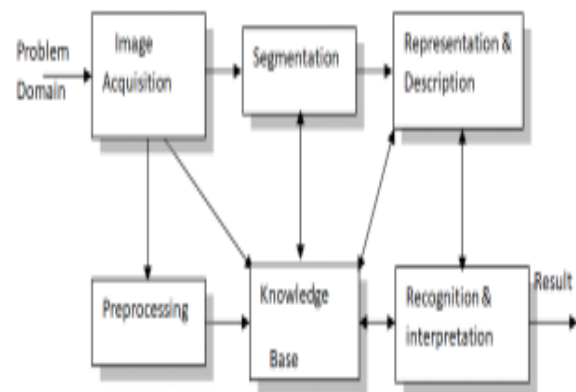 Problem
Domain
Image
Acquisition
Segmentation
Representation &
Description
Preprocessing
Knowledge
Base
Recognition &
interpretation
Result